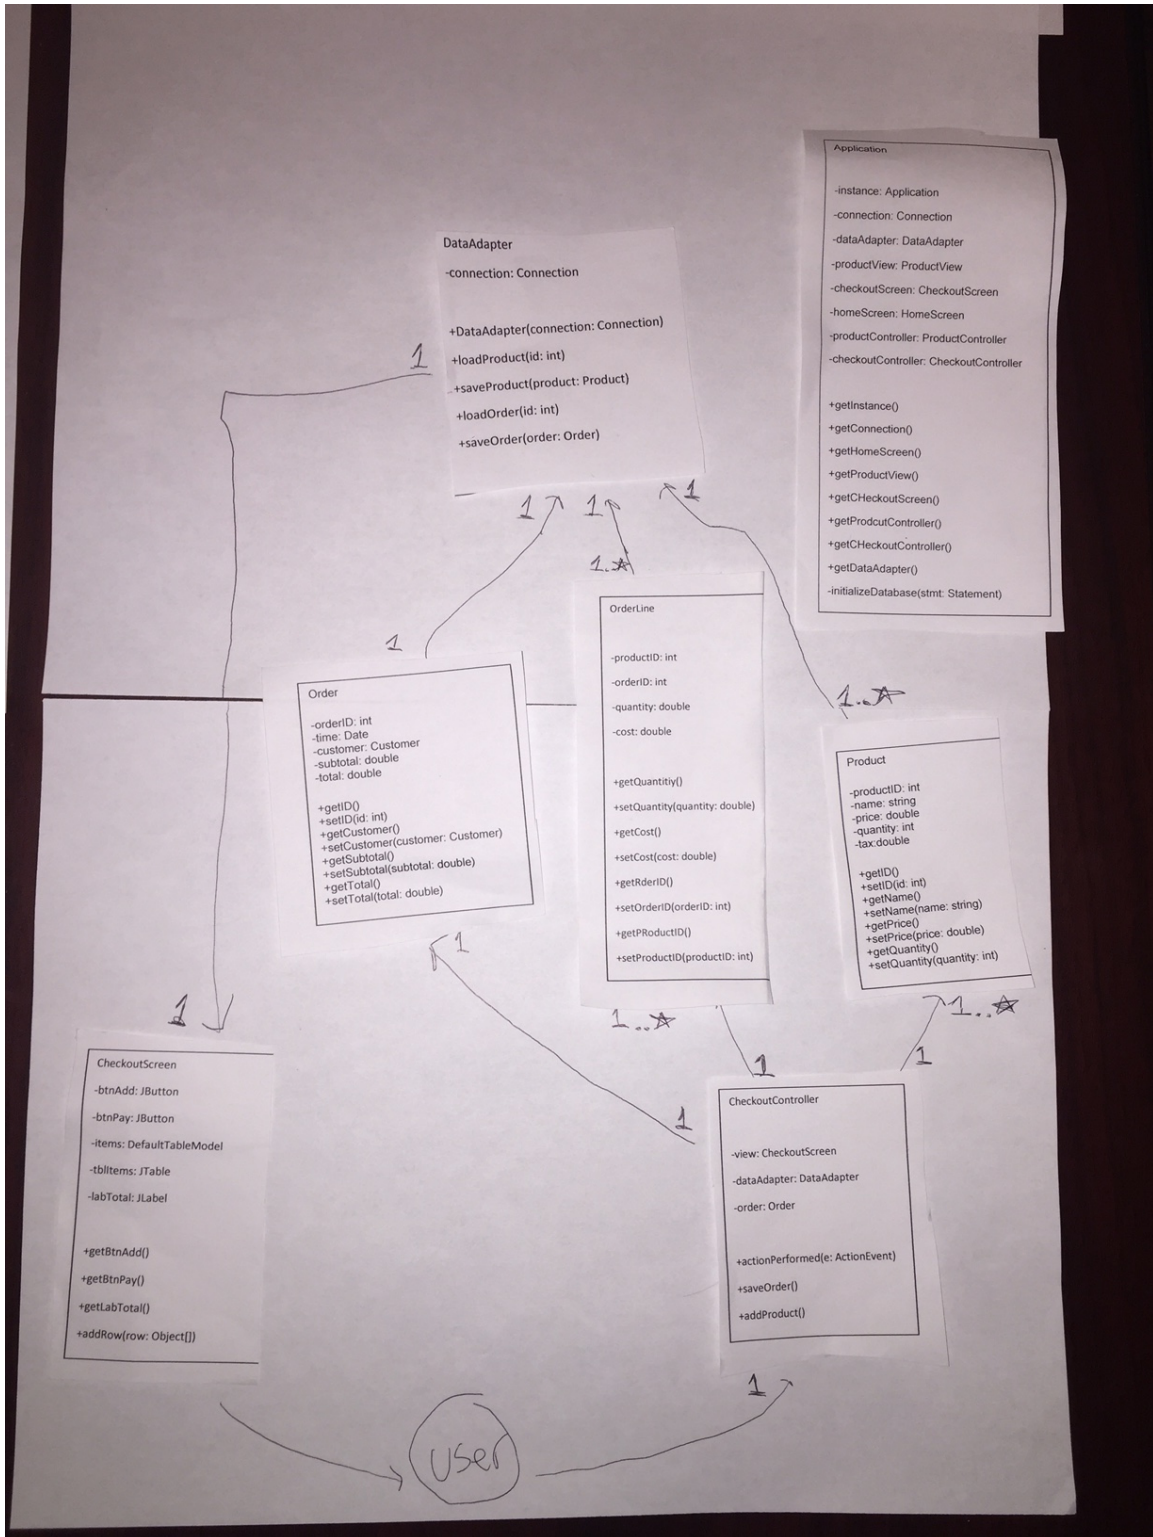 Application
-instance: Application
-connection: Connection
-dataAdapter: DataAdapter
-productView: ProductView
-checkoutScreen: CheckoutScreen
-homeScreen: HomeScreen
-productController: ProductController
-checkoutController: CheckoutController
+getInstance()
+getConnection()
+getHomeScreen()
+getProductView()
+getCHeckoutScreen()
+getProdcutController()
+getCHeckoutController()
+getDataAdapter()
-initializeDatabase(stmt: Statement)
DataAdapter
-connection: Connection
+DataAdapter(connection: Connection)
+loadProduct(id: int)
+saveProduct(product: Product)
+loadOrder(id: int)
+saveOrder(order: Order)
1
1
1
1
1..*
1
1..*
Order
-orderID: int
-time: Date
-customer: Customer
-subtotal: double
-total: double
+getID()
+setID(id: int)
+getCustomer()
+setCustomer(customer: Customer)
+getSubtotal()
+setSubtotal(subtotal: double)
+getTotal()
+setTotal(total: double)
OrderLine
-productID: int
-orderID: int
-quantity: double
-cost: double
+getQuantitiy()
+setQuantity(quantity: double)
+getCost()
+setCost(cost: double)
+getRderID()
+setOrderID(orderID: int)
+getPRoductID()
+setProductID(productID: int)
Product
-productID: int
-name: string
-price: double
-quantity: int
-tax:double
+getID()
+setID(id: int)
+getName()
+setName(name: string)
+getPrice()
+setPrice(price: double)
+getQuantity()
+setQuantity(quantity: int)
1
1
1..*
1..*
1
1
1
CheckoutScreen
-btnAdd: JButton
-btnPay: JButton
-items: DefaultTableModel
-tblItems: JTable
-labTotal: JLabel
+getBtnAdd()
+getBtnPay()
+getLabTotal()
+addRow(row: Object[])
CheckoutController
-view: CheckoutScreen
-dataAdapter: DataAdapter
-order: Order
+actionPerformed(e: ActionEvent)
+saveOrder()
+addProduct()
1
user